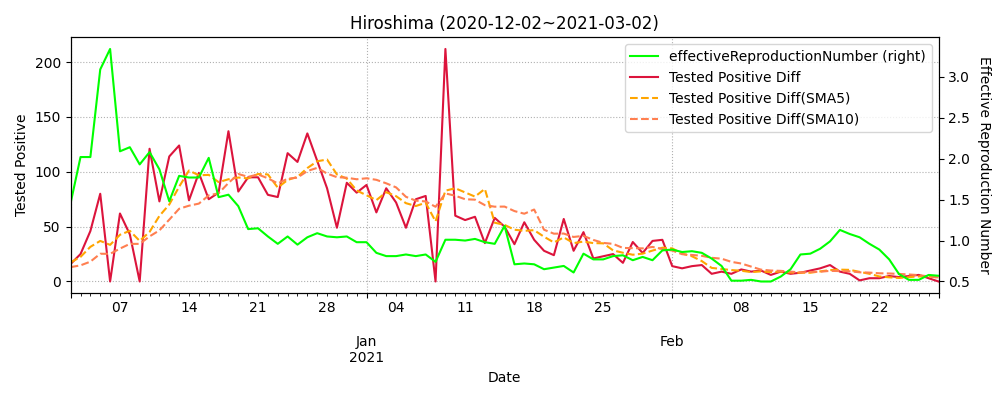 Hiroshima (2020-12-02~2021-03-02)
effectiveReproductionNumber (right)
Tested Positive Diff
Tested Positive Diff(SMA5)
Tested Positive Diff(SMA10)
Tested Positive
200
150
100
50
0
Effective Reproduction Number
3.0
2.5
2.0
1.5
1.0
0.5
07 14 21 28 04 11 18 25 08 15 22
Jan Feb
2021
Date